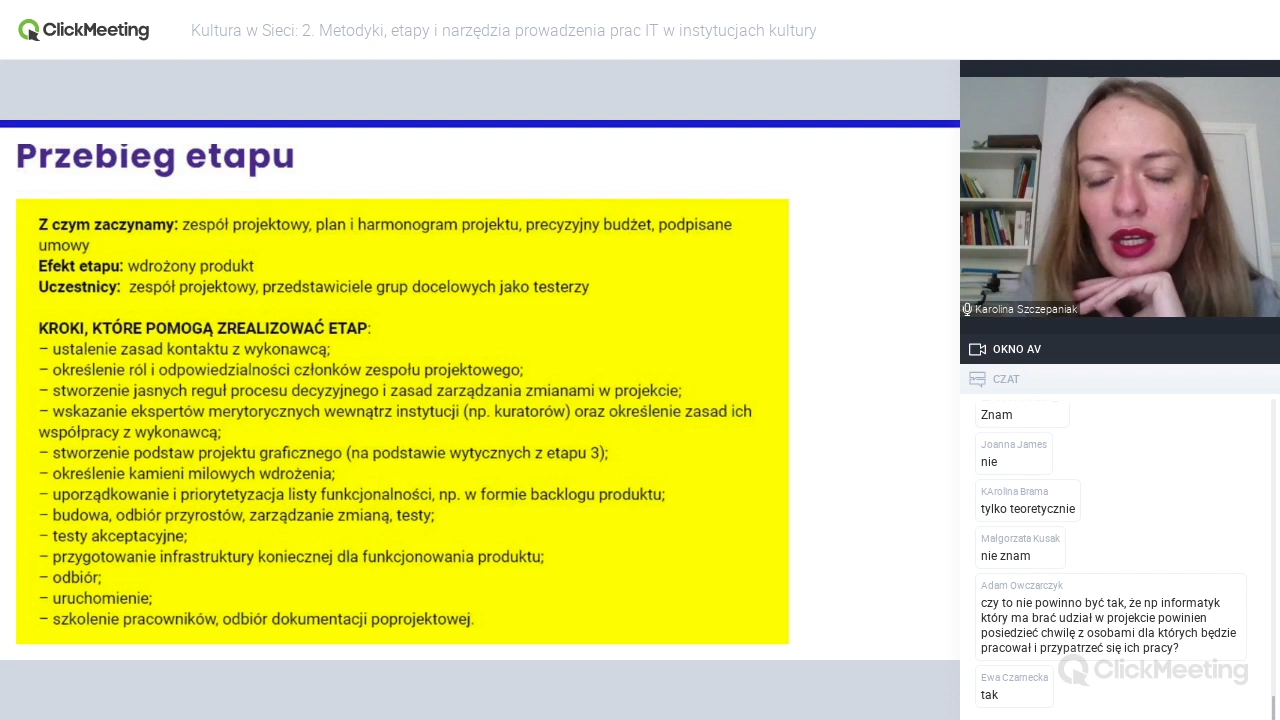 ClickMeeting
Kultura w Sieci: 2. Metodyki, etapy i narzędzia prowadzenia prac IT w instytucjach kultury
Przebieg etapu
Z czym zaczynamy: zespół projektowy, plan i harmonogram projektu, precyzyjny budżet, podpisane
umowy
Efekt etapu: wdrożony produkt
Uczestnicy: zespół projektowy, przedstawiciele grup docelowych jako testerzy
KROKI, KTÓRE POMOGĄ ZREALIZOWAĆ ETAP:
– ustalenie zasad kontaktu z wykonawcą;
– określenie ról i odpowiedzialności członków zespołu projektowego;
– stworzenie jasnych reguł procesu decyzyjnego i zasad zarządzania zmianami w projekcie;
– wskazanie ekspertów merytorycznych wewnątrz instytucji (np. kuratorów) oraz określenie zasad ich
współpracy z wykonawcą;
– stworzenie podstaw projektu graficznego (na podstawie wytycznych z etapu 3);
– określenie kamieni milowych wdrożenia;
– uporządkowanie i priorytetyzacja listy funkcjonalności, np. w formie backlogu produktu;
– budowa, odbiór przyrostów, zarządzanie zmianą, testy;
– testy akceptacyjne;
– przygotowanie infrastruktury koniecznej dla funkcjonowania produktu;
– odbiór;
– uruchomienie;
– szkolenie pracowników, odbiór dokumentacji poprojektowej.
Karolina Szczepaniak
OKNO AV
CZAT
Znam
Joanna James
nie
KArolina Brama
tylko teoretycznie
Małgorzata Kusak
nie znam
Adam Owczarczyk
czy to nie powinno być tak, że np informatyk
który ma brać udział w projekcie powinien
posiedzieć chwilę z osobami dla których będzie
pracował i przypatrzeć się ich pracy?
Ewa Czarnecka
tak
ClickMeeting